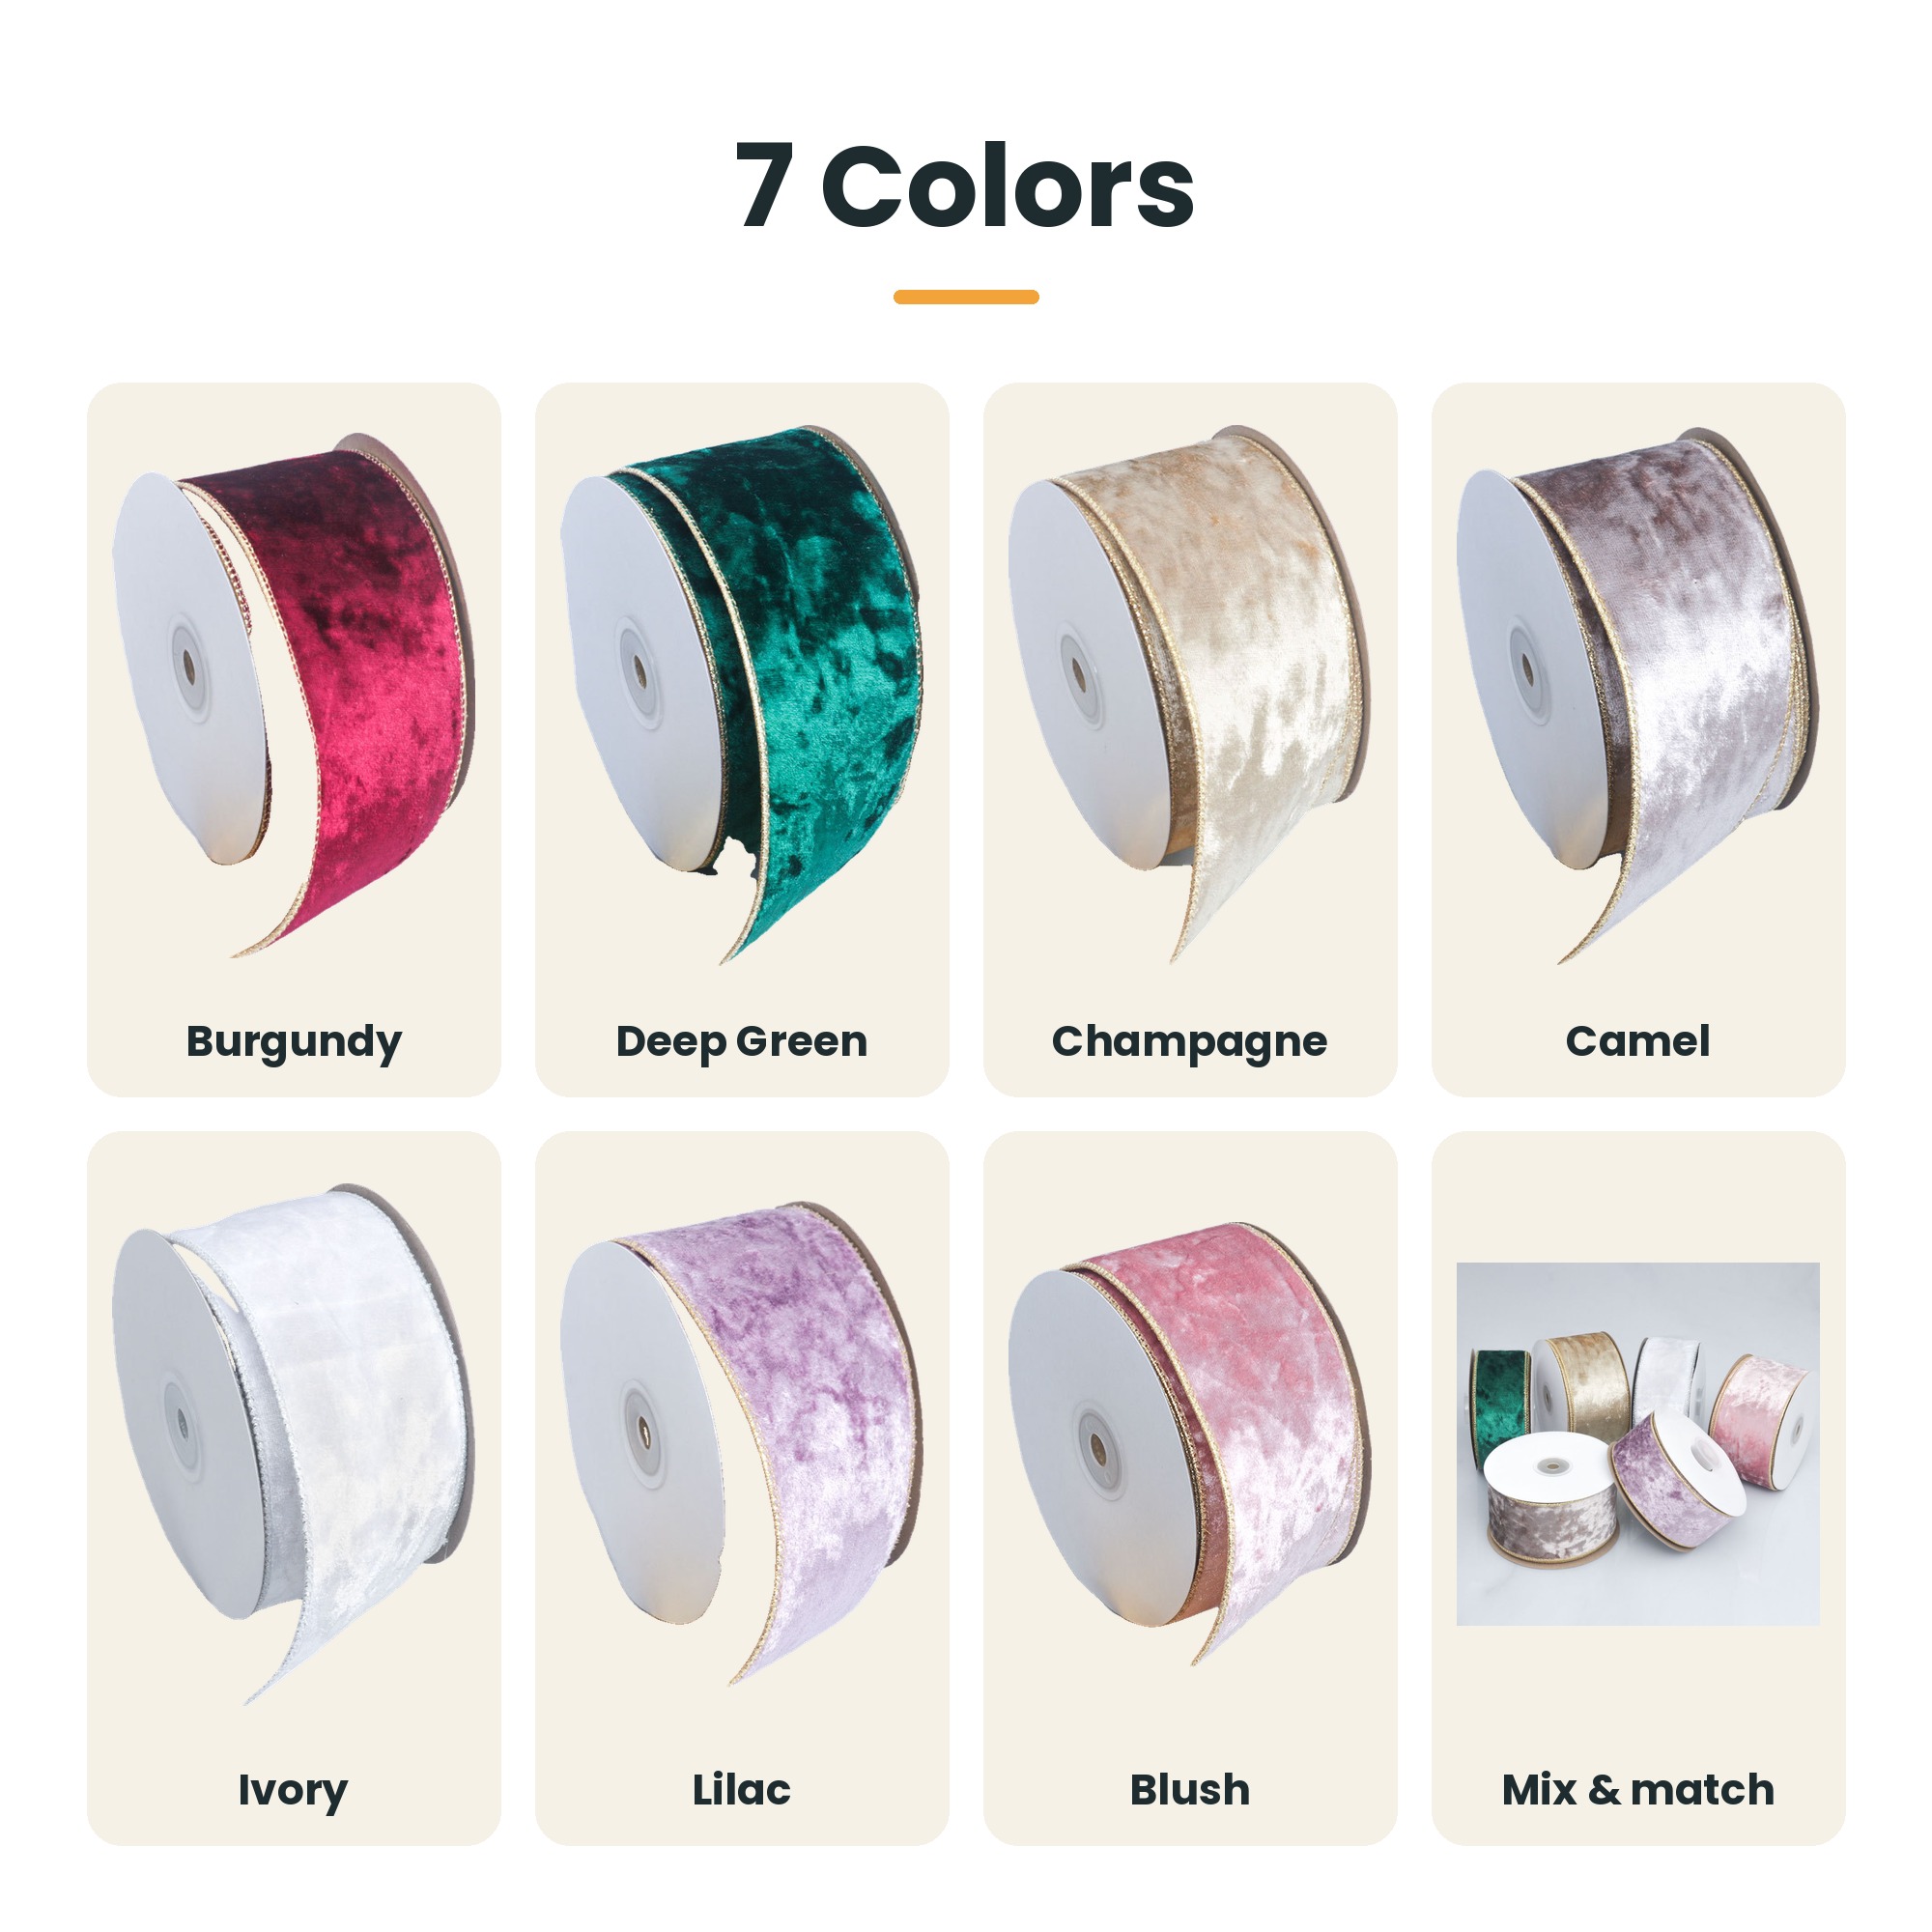 7 Colors
Burgundy
Deep Green
Champagne
Camel
Ivory
Lilac
Blush
Mix & match